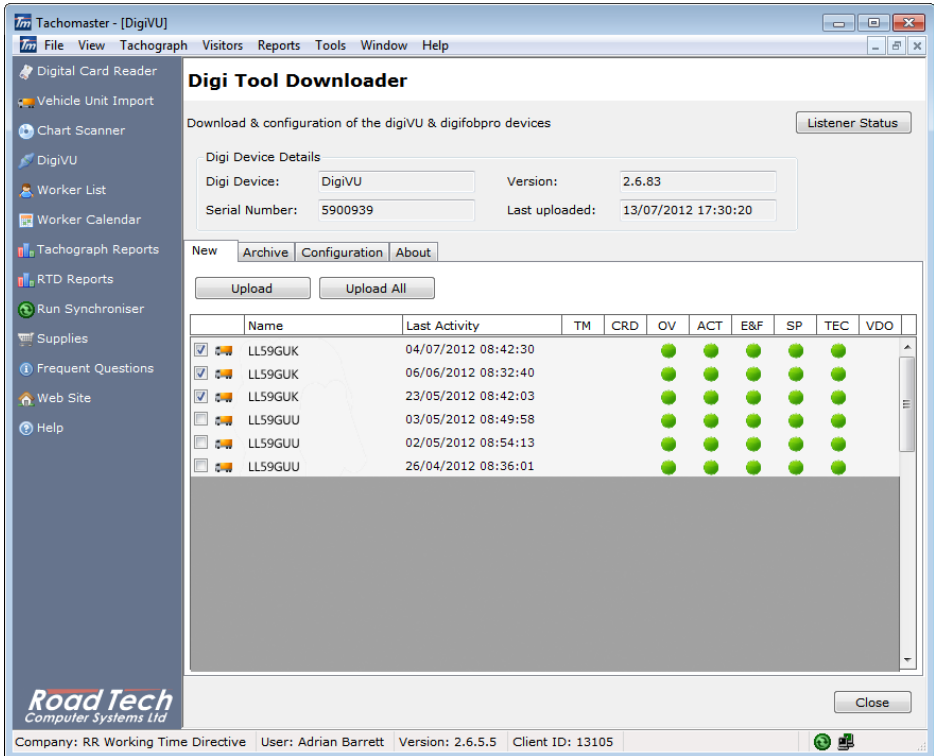 Tm Tachomaster - [DigiVU]
Tm File View Tachograph Visitors Reports Tools Window Help
Digital Card Reader
Vehicle Unit Import
Chart Scanner
DigiVU
Worker List
Worker Calendar
Tachograph Reports
RTD Reports
Run Synchroniser
Supplies
Frequent Questions
Web Site
Help
Road Tech
Computer Systems Ltd
Digi Tool Downloader
Download & configuration of the digiVU & digifobpro devices Listener Status
Digi Device Details
Digi Device: DigiVU Version: 2.6.83
Serial Number: 5900939 Last uploaded: 13/07/2012 17:30:20
New Archive Configuration About
Upload Upload All
Name Last Activity TM CRD OV ACT E&F SP TEC VDO
LL59GUK 04/07/2012 08:42:30
LL59GUK 06/06/2012 08:32:40
LL59GUK 23/05/2012 08:42:03
LL59GUU 03/05/2012 08:49:58
LL59GUU 02/05/2012 08:54:13
LL59GUU 26/04/2012 08:36:01
Close
Company: RR Working Time Directive User: Adrian Barrett Version: 2.6.5.5 Client ID: 13105